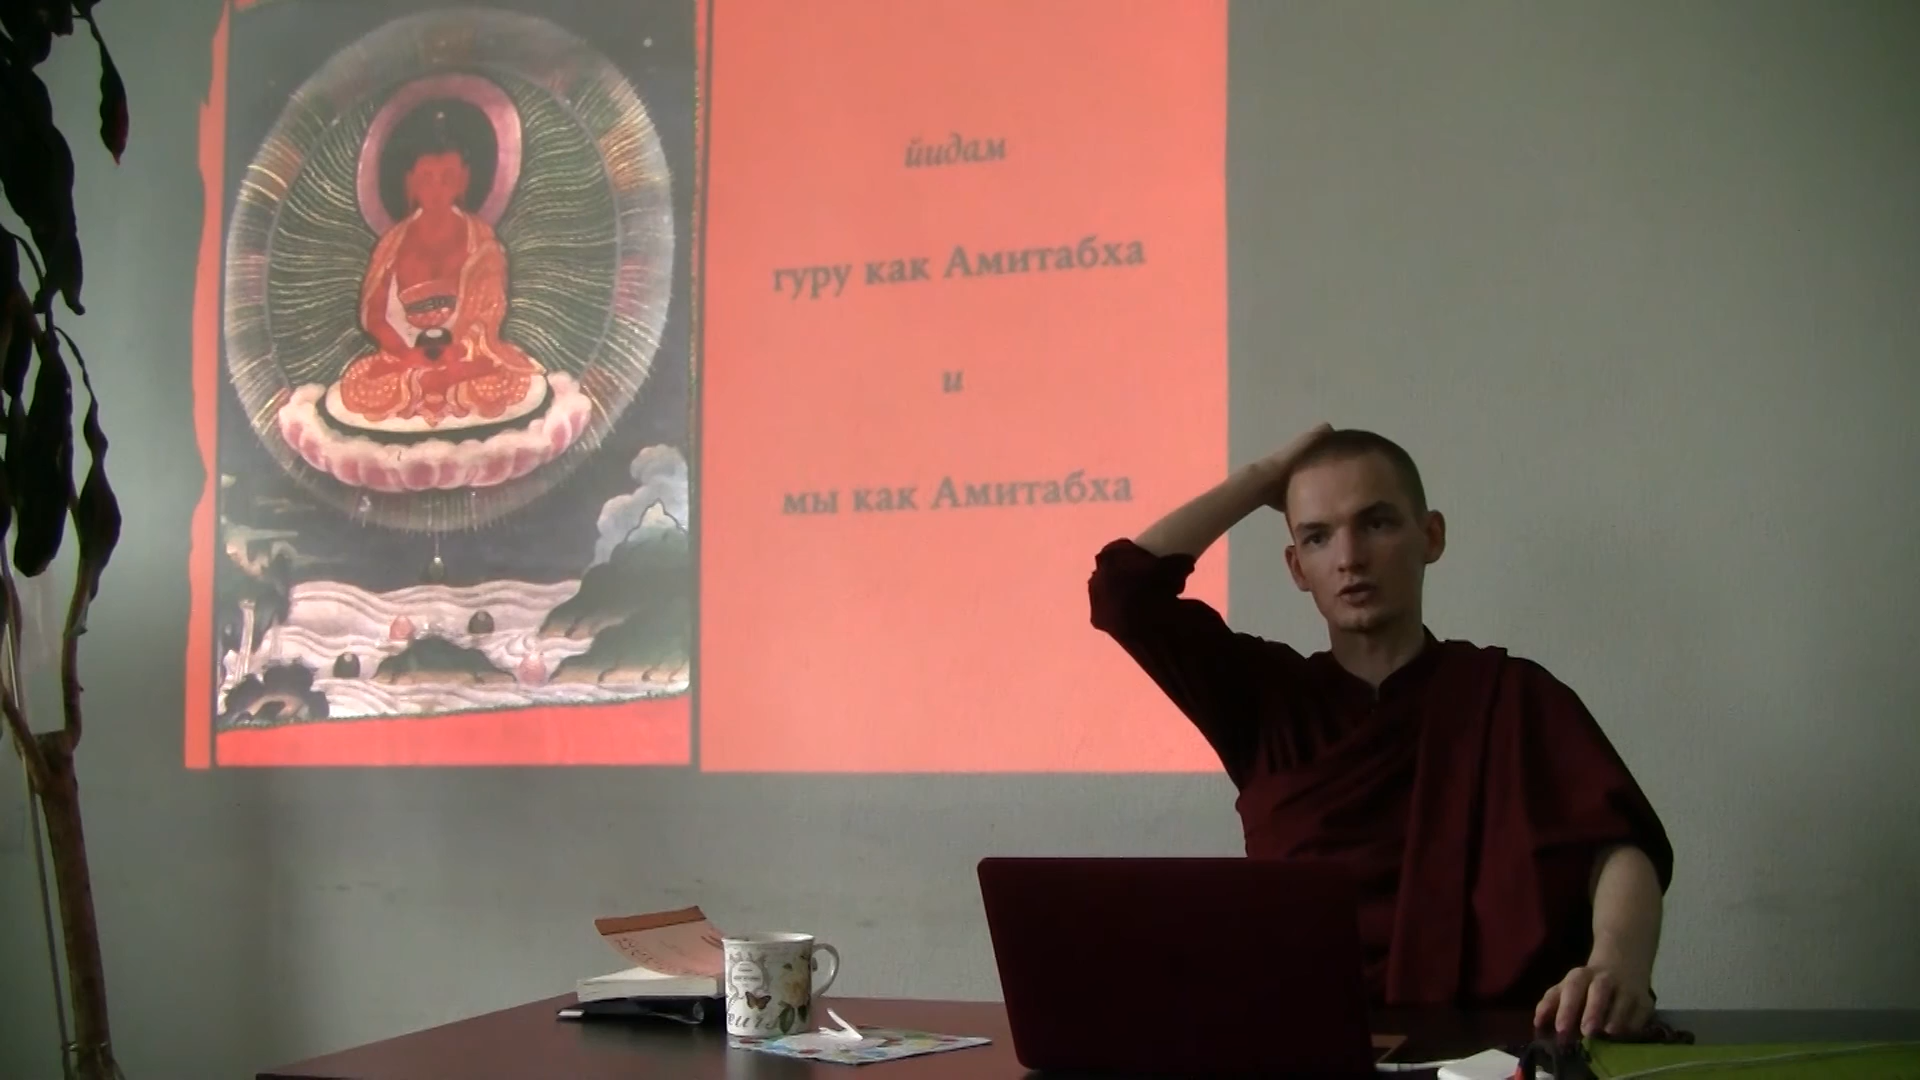 йидам
гуру как Амитабха
и
мы как Амитабха